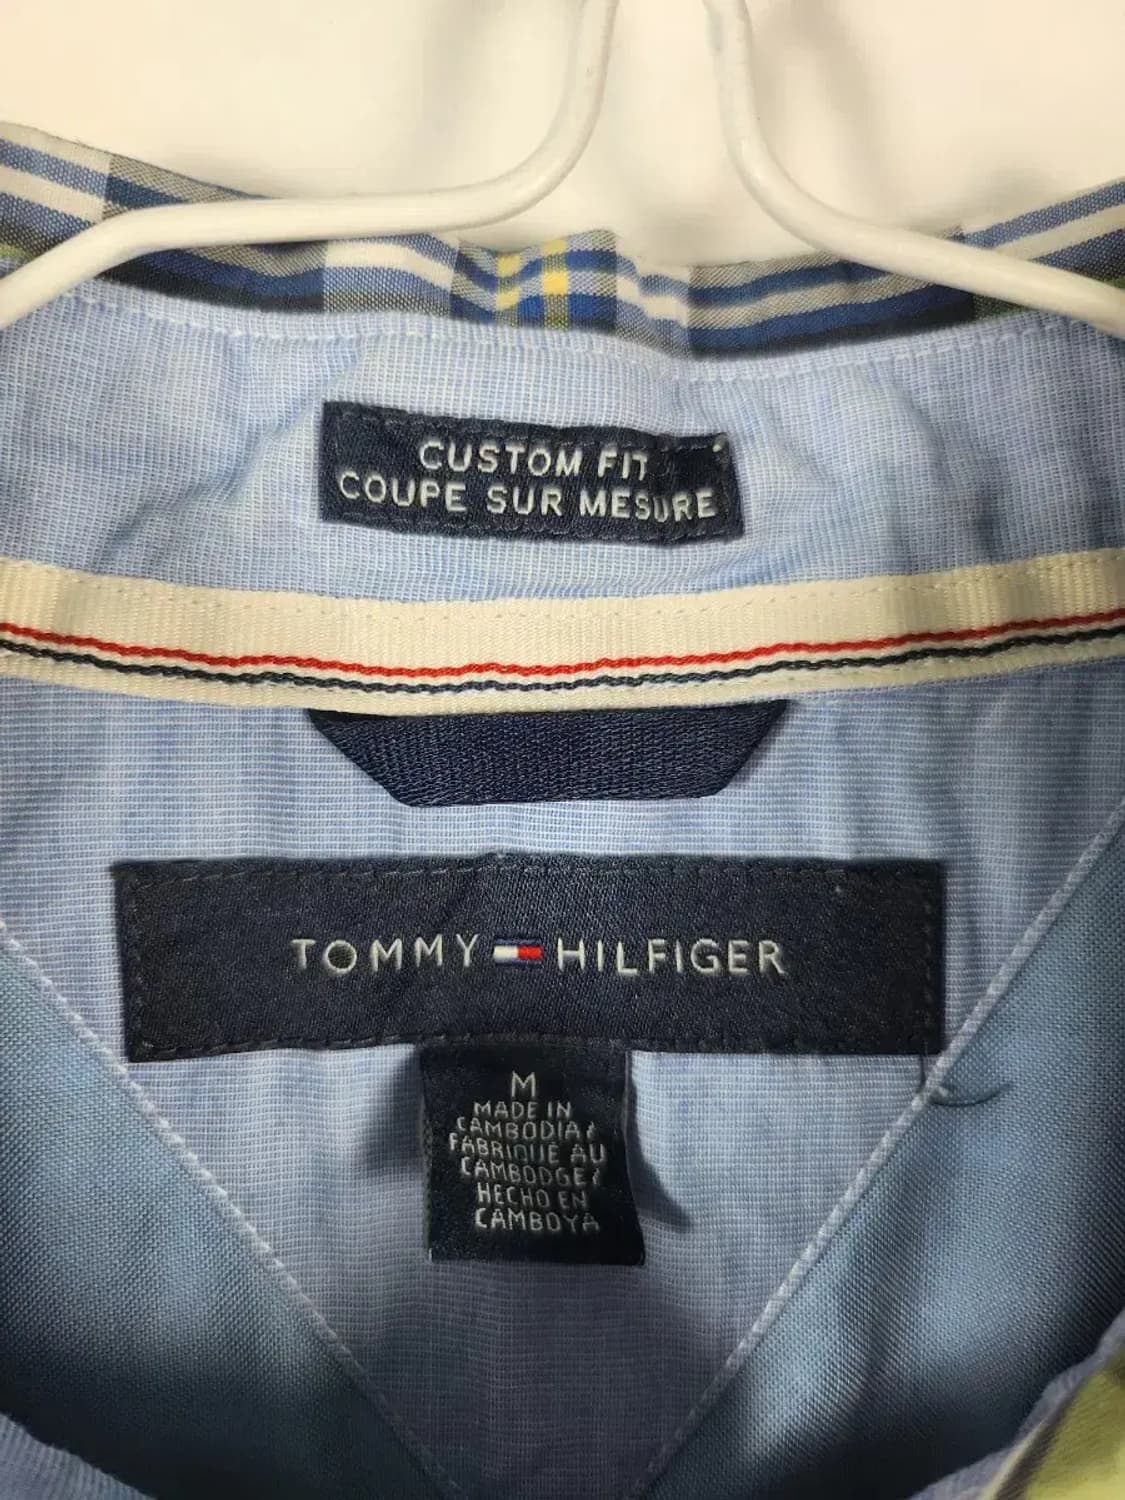 CUSTOM FIT
COUPE SUR MESURE
TOMMY HILFIGER
M
MADE IN
CAMBODIA/
FABRIQUE AU
CAMBODGE/
HECHO EN
CAMBOYA